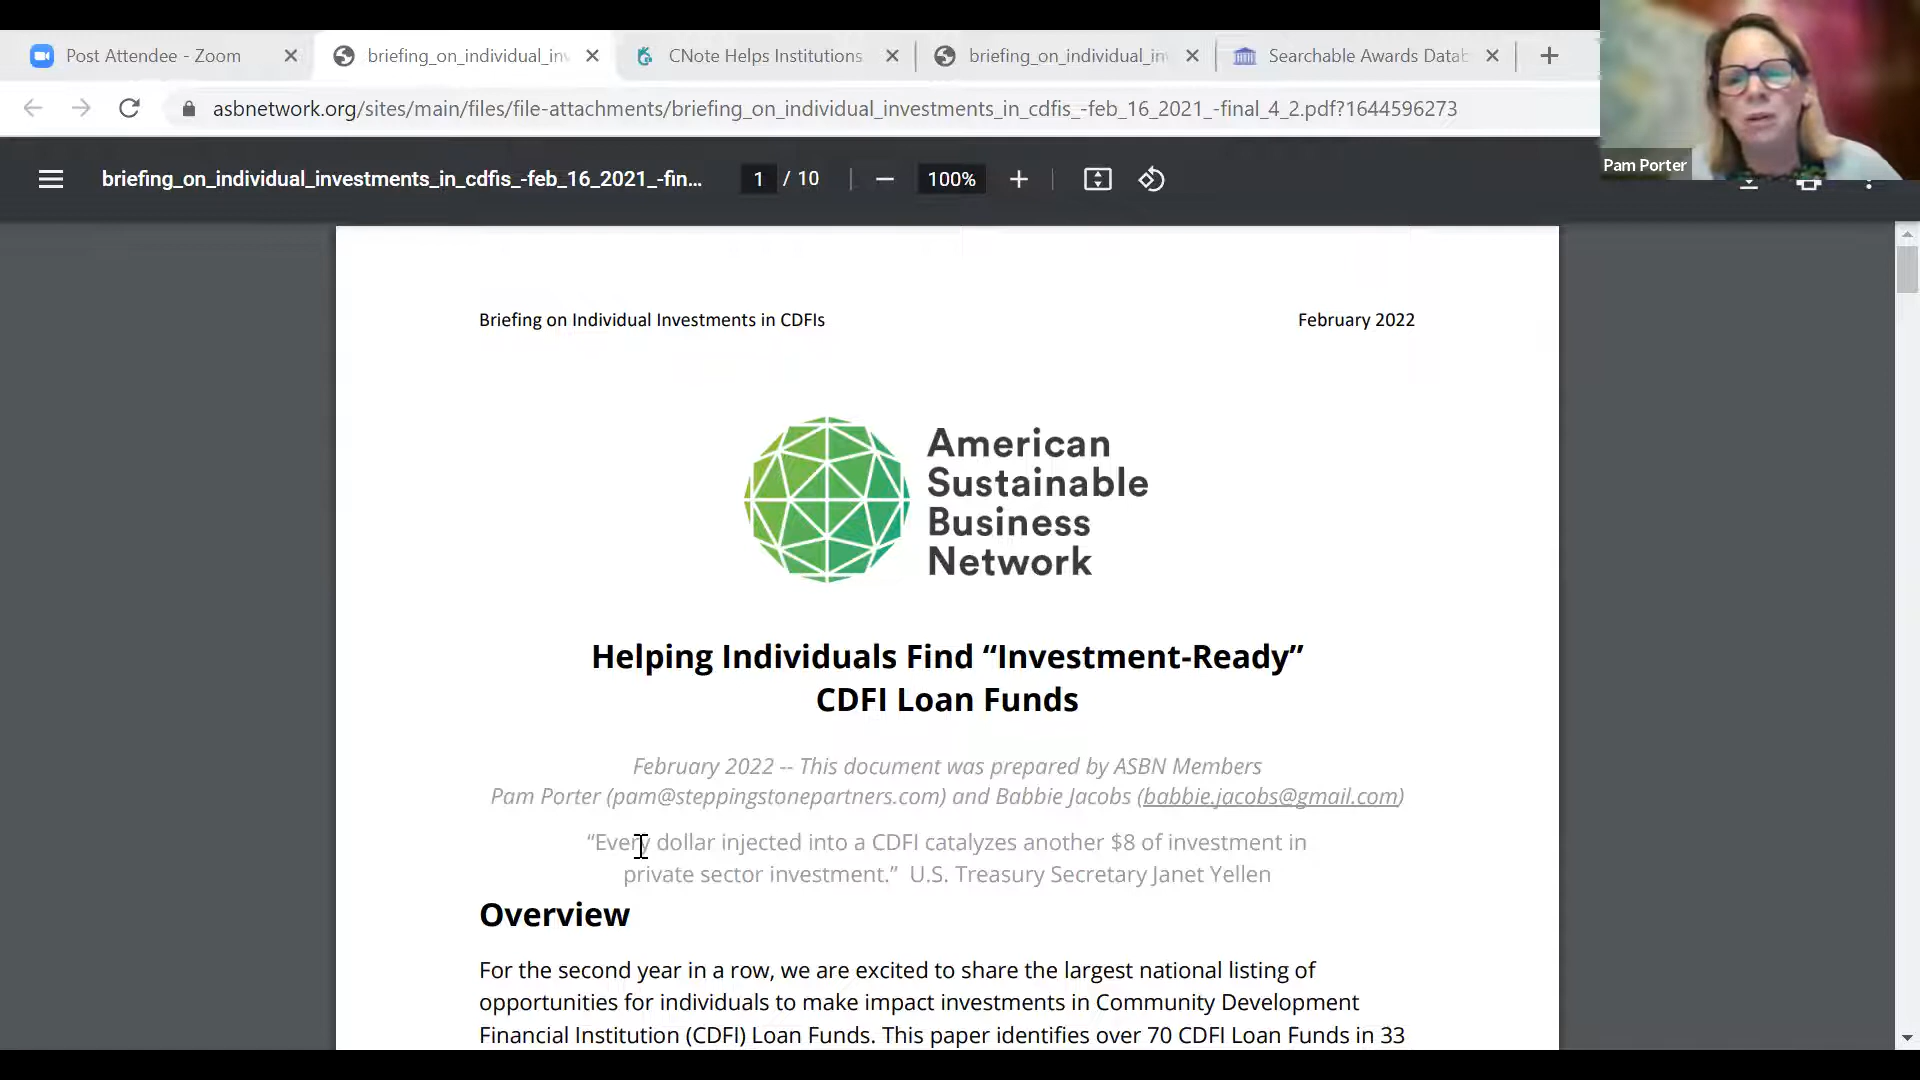 Post Attendee - Zoom
briefing_on_individual_in
CNote Helps Institutions
briefing_on_individual_in
Searchable Awards Datab
asbnetwork.org/sites/main/files/file-attachments/briefing_on_individual_investments_in_cdfis_-feb_16_2021_-final_4_2.pdf?1644596273
Pam Porter
briefing_on_individual_investments_in_cdfis_-feb_16_2021_-fin...
1 / 10
100%
Briefing on Individual Investments in CDFIs
February 2022
American
Sustainable
Business
Network
Helping Individuals Find “Investment-Ready”
CDFI Loan Funds
February 2022 -- This document was prepared by ASBN Members
Pam Porter (pam@steppingstonepartners.com) and Babbie Jacobs (babbie.jacobs@gmail.com)
“Every dollar injected into a CDFI catalyzes another $8 of investment in
private sector investment.” U.S. Treasury Secretary Janet Yellen
Overview
For the second year in a row, we are excited to share the largest national listing of
opportunities for individuals to make impact investments in Community Development
Financial Institution (CDFI) Loan Funds. This paper identifies over 70 CDFI Loan Funds in 33